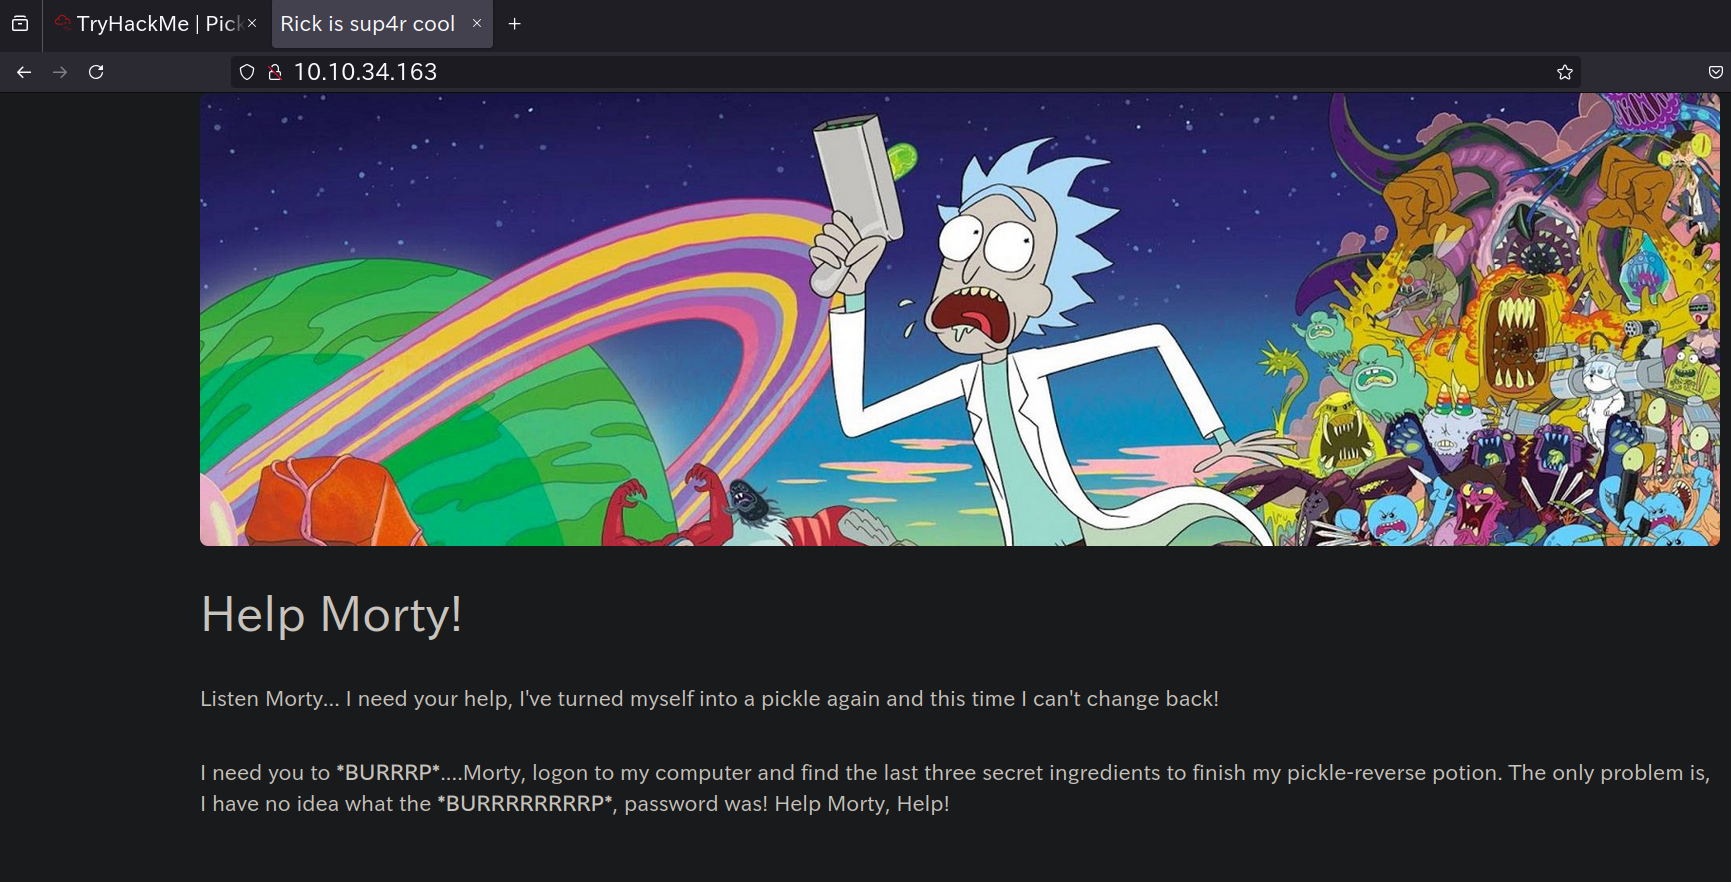 TryHackMe | Pick
Rick is sup4r cool
10.10.34.163
Help Morty!
Listen Morty... I need your help, I've turned myself into a pickle again and this time I can't change back!
I need you to *BURRRP*....Morty, logon to my computer and find the last three secret ingredients to finish my pickle-reverse potion. The only problem is,
I have no idea what the *BURRRRRRRRP*, password was! Help Morty, Help!